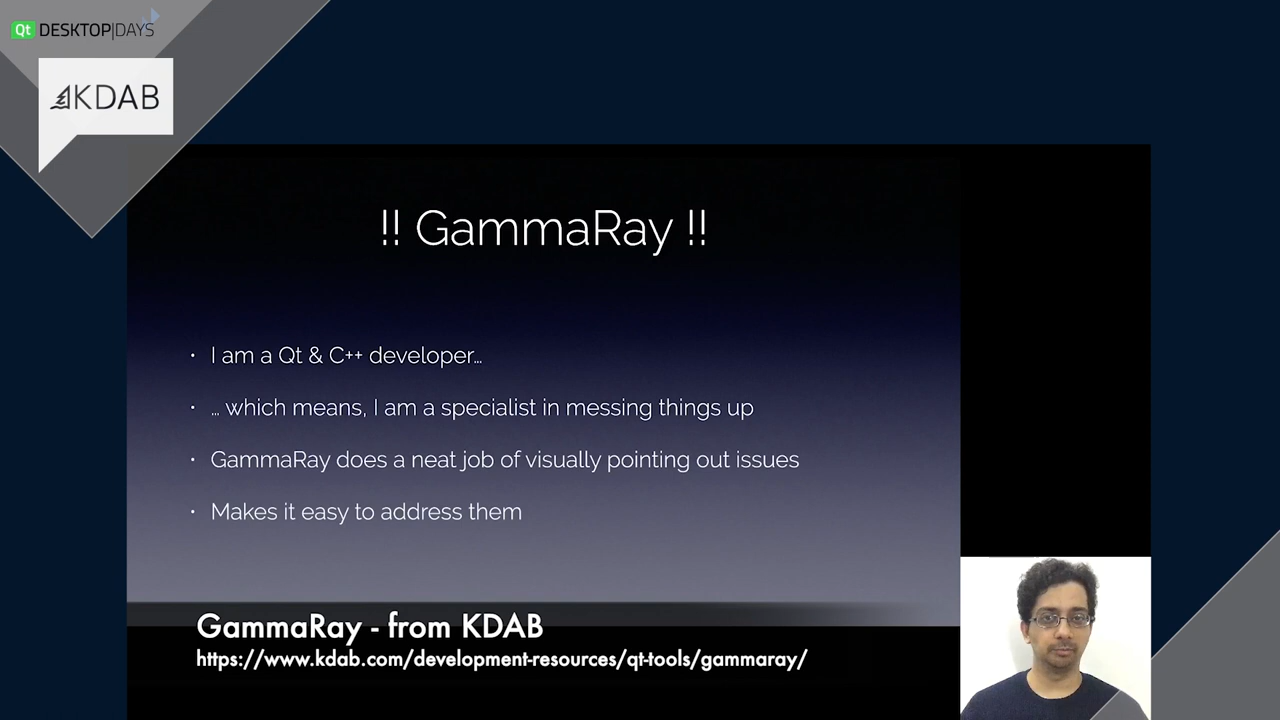 Qt DESKTOP|DAYS
KDAB
!! GammaRay !!
• I am a Qt & C++ developer…
• … which means, I am a specialist in messing things up
• GammaRay does a neat job of visually pointing out issues
• Makes it easy to address them
GammaRay - from KDAB
https://www.kdab.com/development-resources/qt-tools/gammaray/